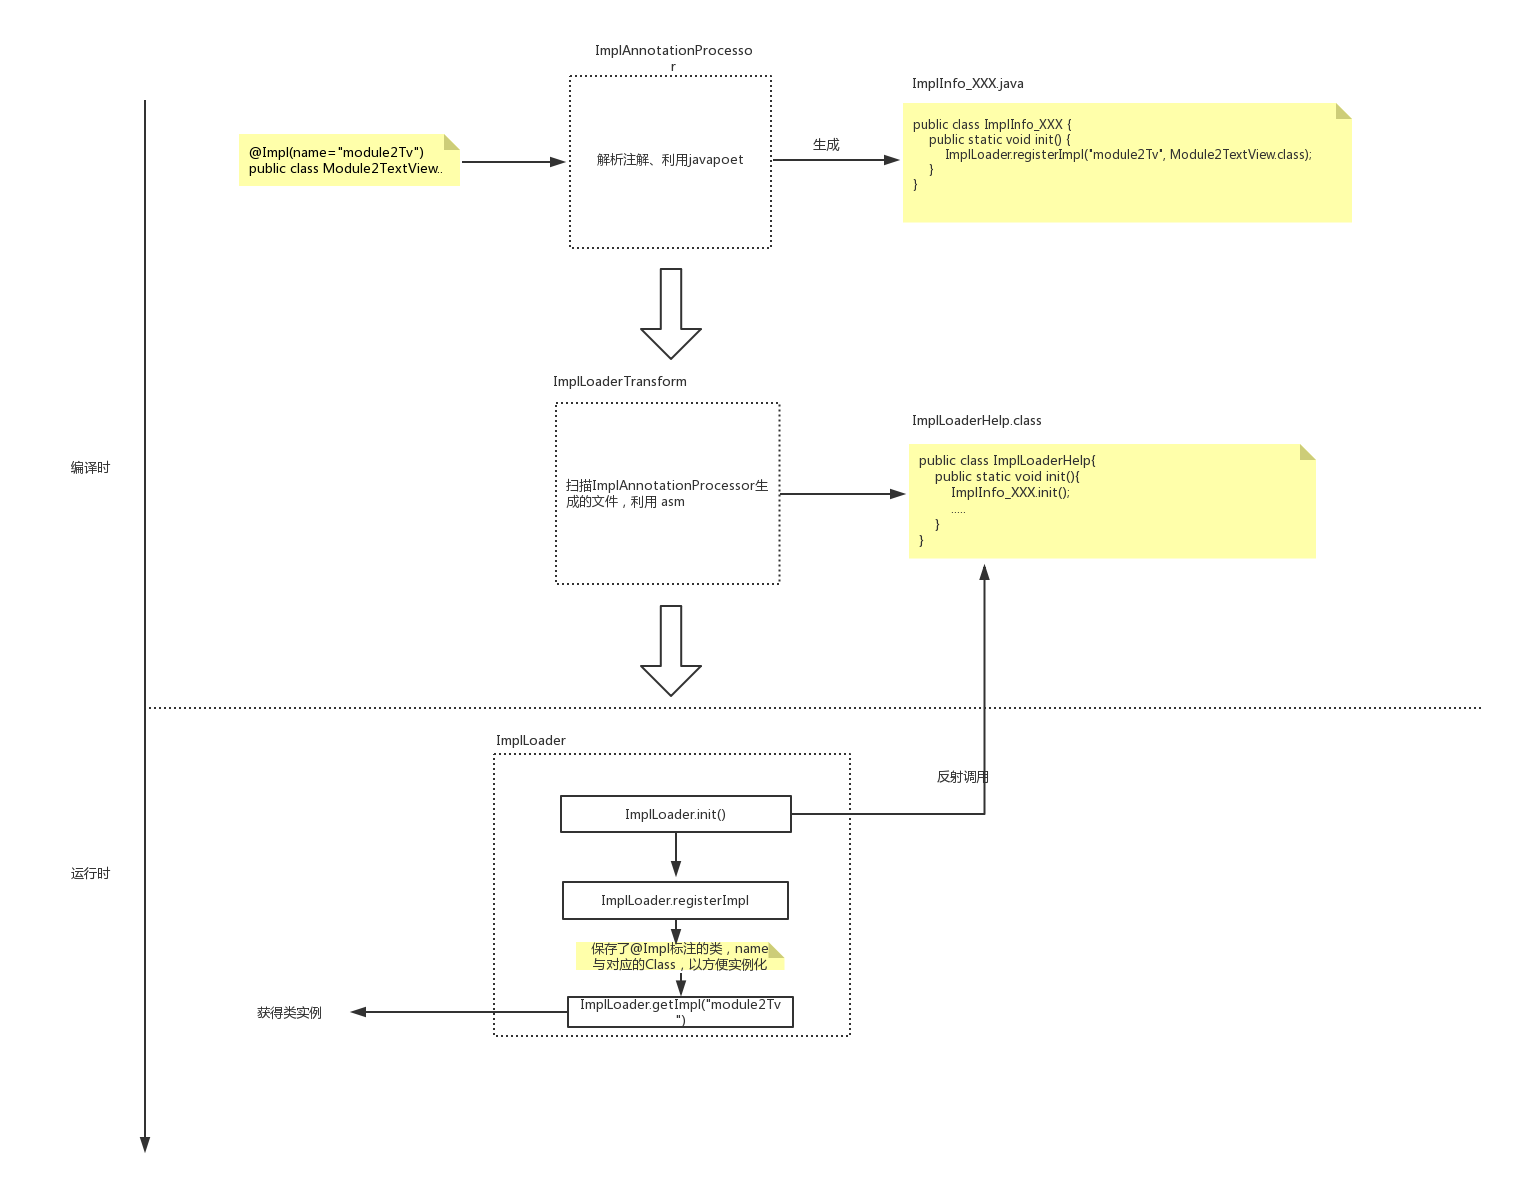 ImplAnnotationProcesso
r
ImplInfo_XXX.java
@Impl(name="module2Tv")
public class Module2TextView..
解析注解、利用javapoet
生成
public class ImplInfo_XXX {
public static void init() {
ImplLoader.registerImpl("module2Tv", Module2TextView.class);
}
}
ImplLoaderTransform
ImplLoaderHelp.class
编译时
扫描ImplAnnotationProcessor生
成的文件，利用 asm
public class ImplLoaderHelp{
public static void init(){
ImplInfo_XXX.init();
.....
}
}
ImplLoader
反射调用
ImplLoader.init()
运行时
ImplLoader.registerImpl
保存了@Impl标注的类，name
与对应的Class，以方便实例化
ImplLoader.getImpl("module2Tv
")
获得类实例